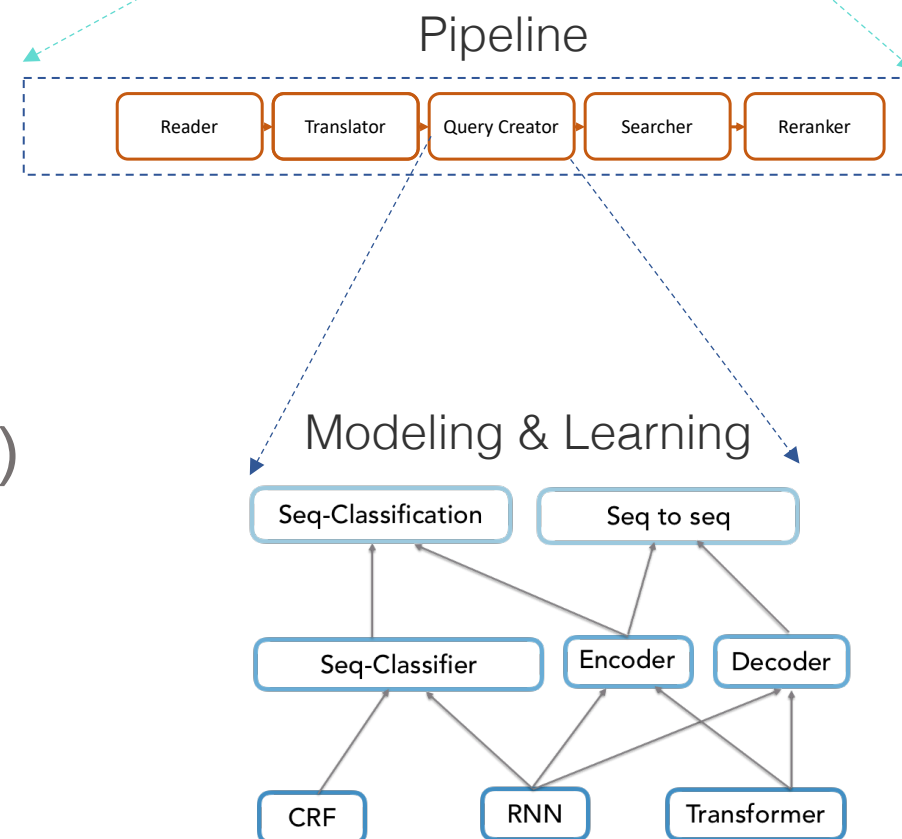 Pipeline
Reader Translator Query Creator Searcher Reranker
)
Modeling & Learning
Seq-Classification Seq to seq
Seq-Classifier Encoder Decoder
CRF RNN Transformer